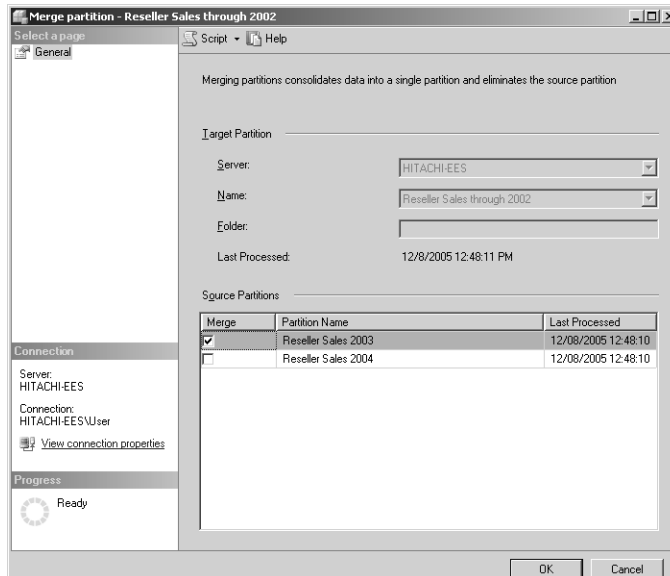 Merge partition - Reseller Sales through 2002
Select a page
General
Script
Help
Merging partitions consolidates data into a single partition and eliminates the source partition
Target Partition
Server:
HITACHI-EES
Name:
Reseller Sales through 2002
Folder:
Last Processed:
12/8/2005 12:48:11 PM
Source Partitions
Merge Partition Name Last Processed
Reseller Sales 2003 12/08/2005 12:48:10
Reseller Sales 2004 12/08/2005 12:48:10
Connection
Server:
HITACHI-EES
Connection:
HITACHI-EES\User
View connection properties
Progress
Ready
OK Cancel